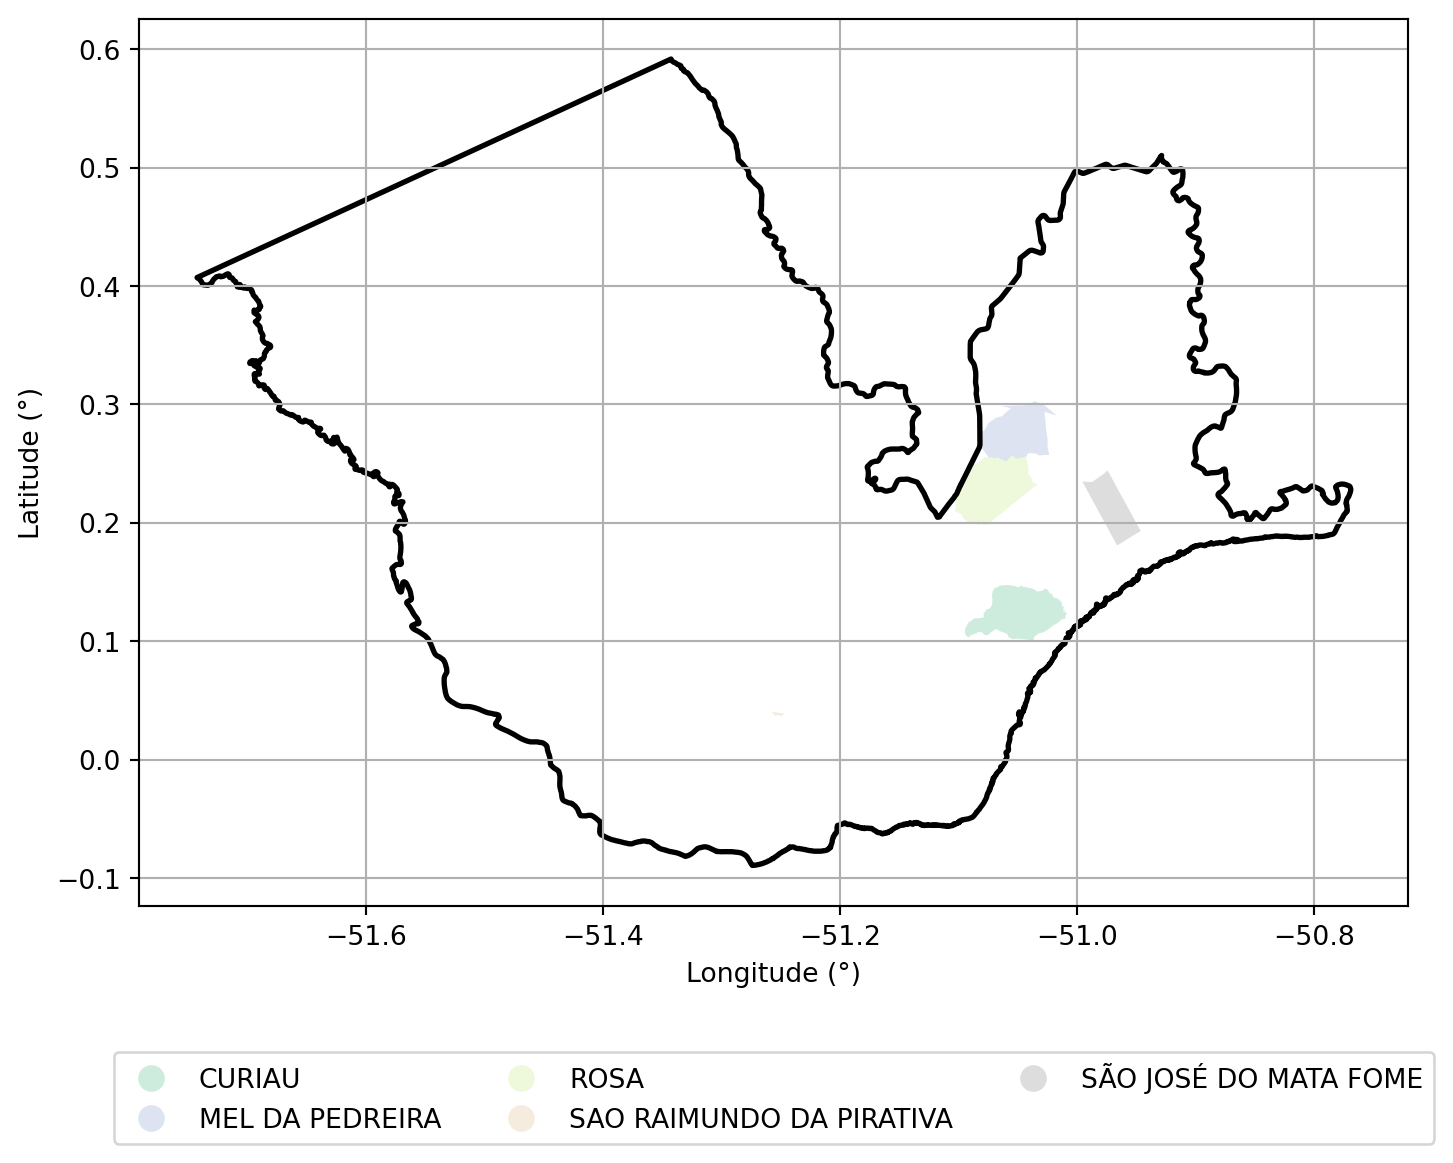 0.6
0.5
0.4
0.3
0.2
0.1
0.0
−0.1
Latitude (°)
−51.6 −51.4 −51.2 −51.0 −50.8
Longitude (°)
CURIAU ROSA SÃO JOSÉ DO MATA FOME
MEL DA PEDREIRA SAO RAIMUNDO DA PIRATIVA